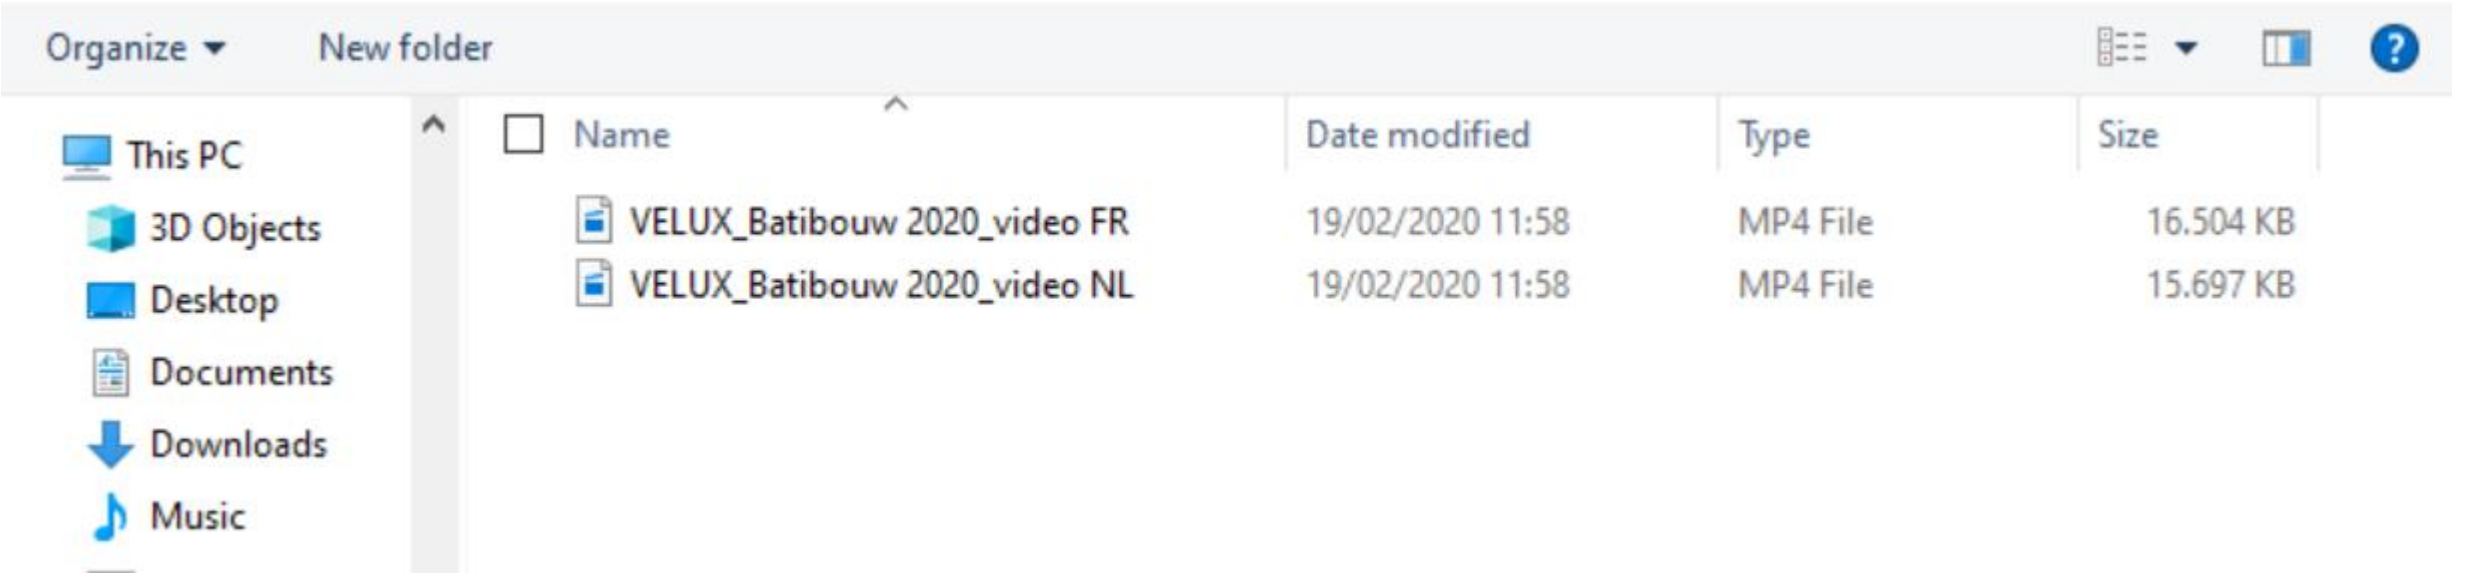 Organize New folder
This PC
3D Objects
Desktop
Documents
Downloads
Music
Name Date modified Type Size
VELUX_Batibouw 2020_video FR 19/02/2020 11:58 MP4 File 16.504 KB
VELUX_Batibouw 2020_video NL 19/02/2020 11:58 MP4 File 15.697 KB